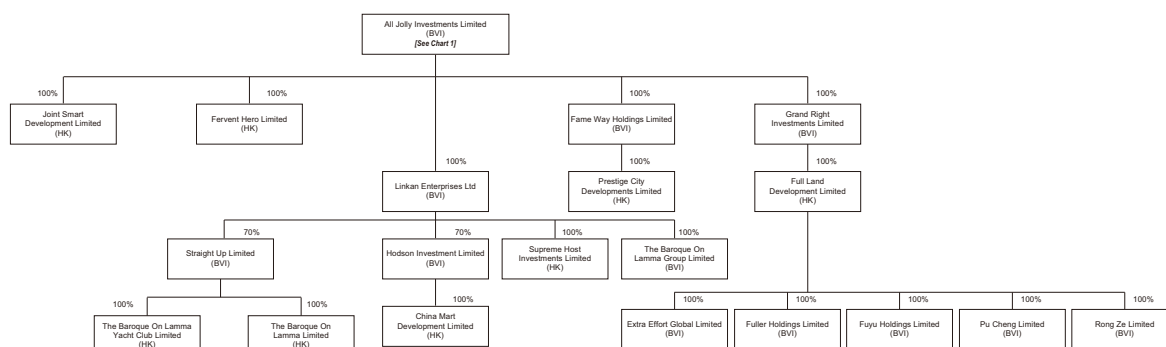 All Jolly Investments Limited
(BVI)
[See Chart 1]
100%
100%
100%
100%
Joint Smart
Development Limited
(HK)
Fervent Hero Limited
(HK)
Fame Way Holdings Limited
(BVI)
Grand Right
Investments Limited
(BVI)
100%
100%
100%
Linkan Enterprises Ltd
(BVI)
Prestige City
Developments Limited
(HK)
Full Land
Development Limited
(HK)
70%
70%
100%
100%
Straight Up Limited
(BVI)
Hodson Investment Limited
(BVI)
Supreme Host
Investments Limited
(HK)
The Baroque On
Lamma Group Limited
(BVI)
100%
100%
100%
100%
100%
100%
100%
100%
The Baroque On Lamma
Yacht Club Limited
(HK)
The Baroque On
Lamma Limited
(HK)
China Mart
Development Limited
(HK)
Extra Effort Global Limited
(BVI)
Fuller Holdings Limited
(BVI)
Fuyu Holdings Limited
(BVI)
Pu Cheng Limited
(BVI)
Rong Ze Limited
(BVI)